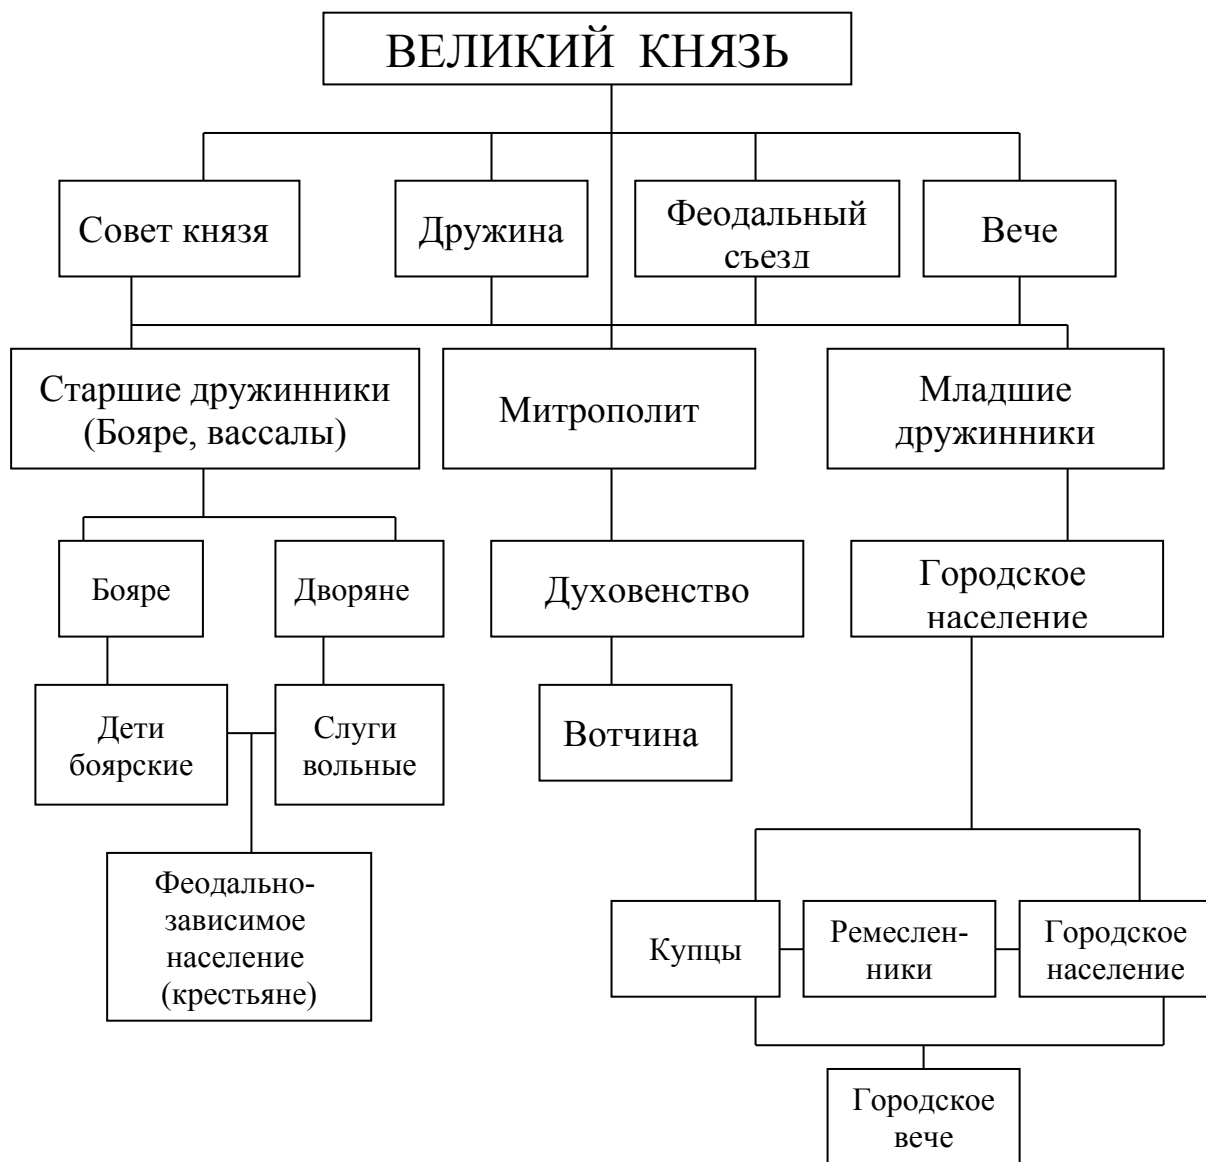 ВЕЛИКИЙ КНЯЗЬ
Совет князя
Дружина
Феодальный
съезд
Вече
Старшие дружинники
(Бояре, вассалы)
Митрополит
Младшие
дружинники
Бояре
Дворяне
Духовенство
Городское
население
Дети
боярские
Слуги
вольные
Вотчина
Феодально-
зависимое
население
(крестьяне)
Купцы
Ремеслен-
ники
Городское
население
Городское
вече